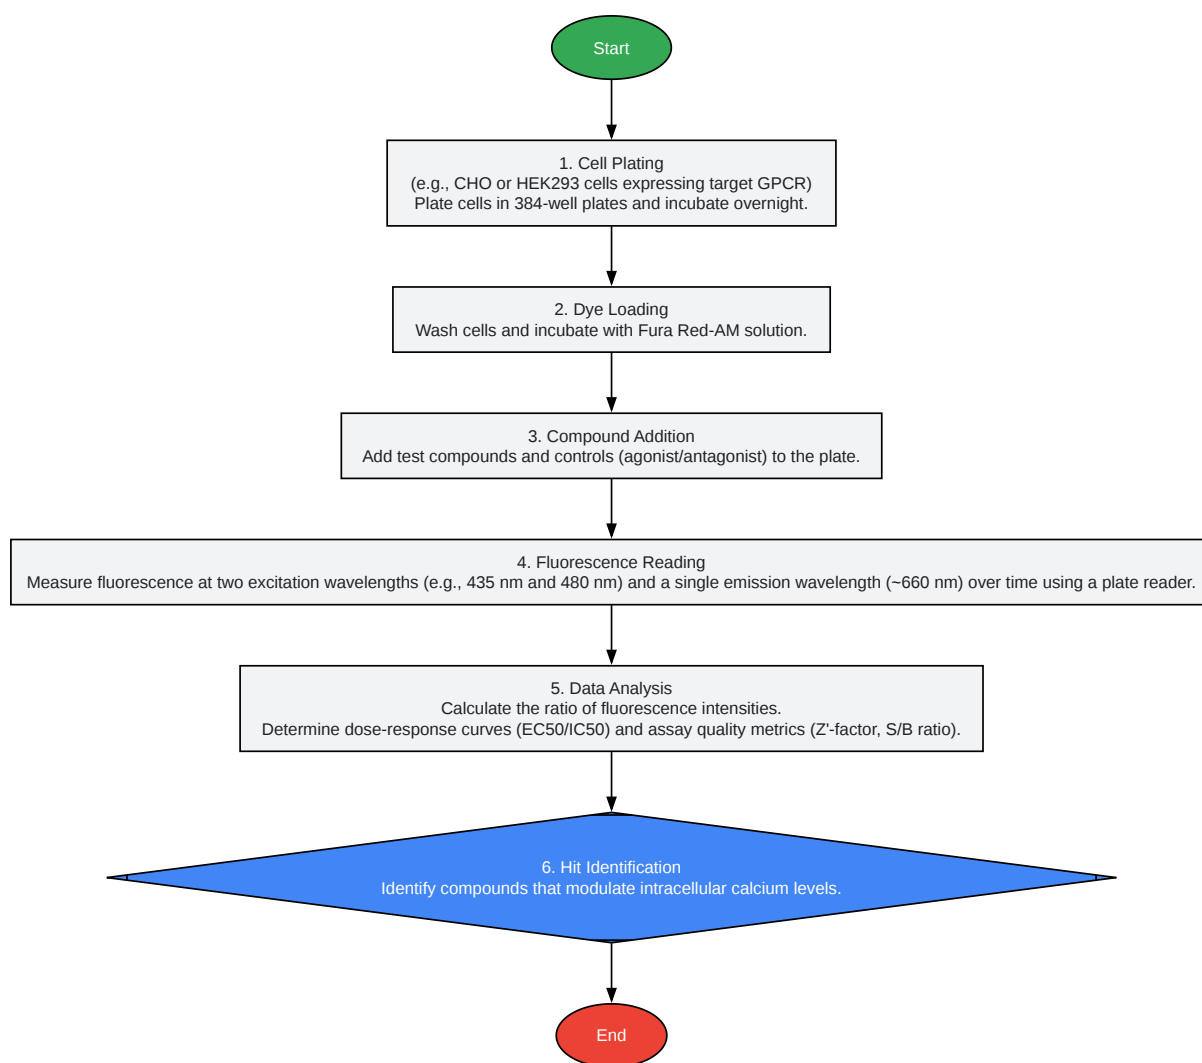 Start
1. Cell Plating
(e.g., CHO or HEK293 cells expressing target GPCR)
Plate cells in 384-well plates and incubate overnight.
2. Dye Loading
Wash cells and incubate with Fura Red-AM solution.
3. Compound Addition
Add test compounds and controls (agonist/antagonist) to the plate.
4. Fluorescence Reading
Measure fluorescence at two excitation wavelengths (e.g., 435 nm and 480 nm) and a single emission wavelength (~660 nm) over time using a plate reader.
5. Data Analysis
Calculate the ratio of fluorescence intensities.
Determine dose-response curves (EC50/IC50) and assay quality metrics (Z'-factor, S/B ratio).
6. Hit Identification
Identify compounds that modulate intracellular calcium levels.
End